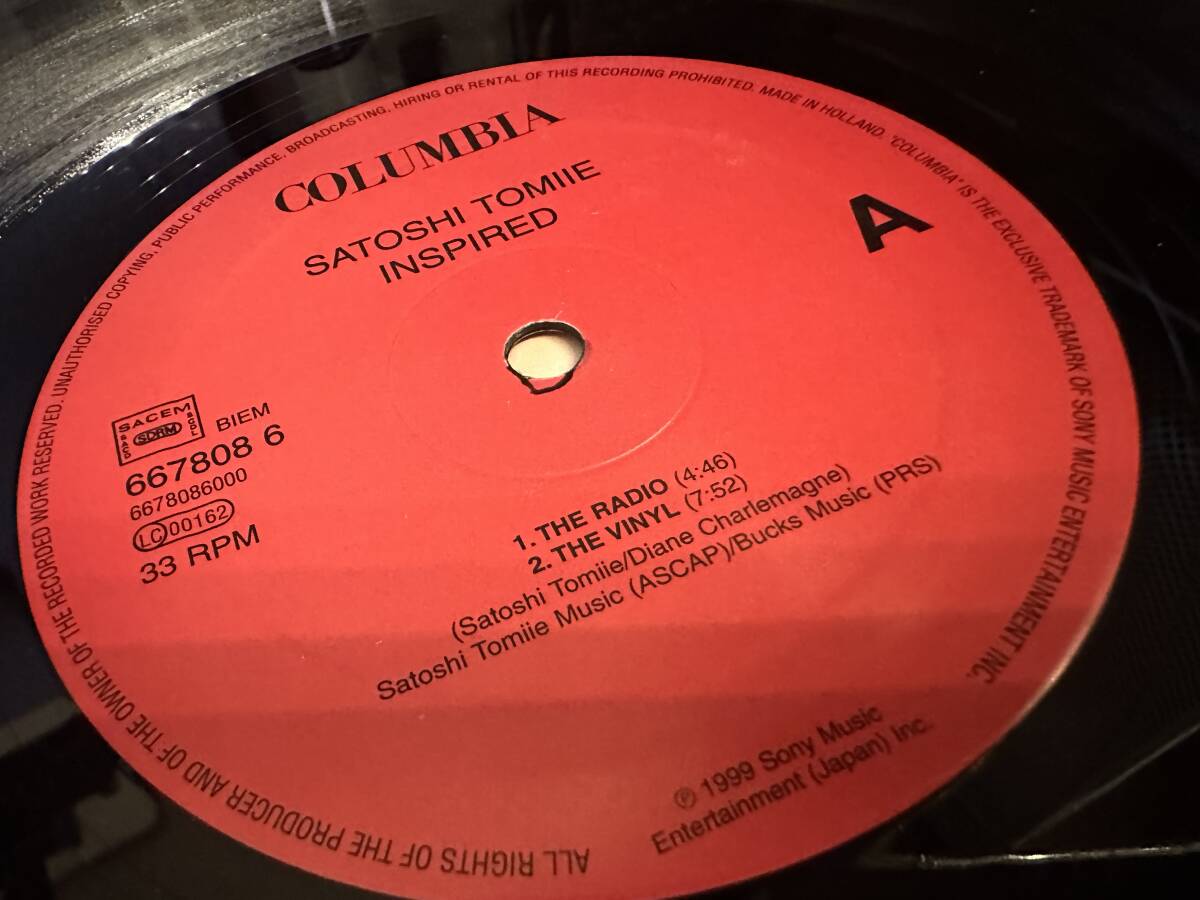 COLUMBIA
SATOSHI TOMIIE
INSPIRED
A
SACEM
SACD SDRM SGDL
BIEM
667808 6
6678086000
LC 00162
33 RPM
1. THE RADIO (4:46)
2. THE VINYL (7:52)
(Satoshi Tomiie/Diane Charlemagne)
Satoshi Tomiie Music (ASCAP)/Bucks Music (PRS)
℗ 1999 Sony Music
Entertainment (Japan) Inc.
ALL RIGHTS OF THE PRODUCER AND OF THE OWNER OF THE RECORDED WORK RESERVED. UNAUTHORISED COPYING, PUBLIC PERFORMANCE, BROADCASTING, HIRING OR RENTAL OF THIS RECORDING PROHIBITED. MADE IN HOLLAND. "COLUMBIA" IS THE EXCLUSIVE TRADEMARK OF SONY MUSIC ENTERTAINMENT INC.